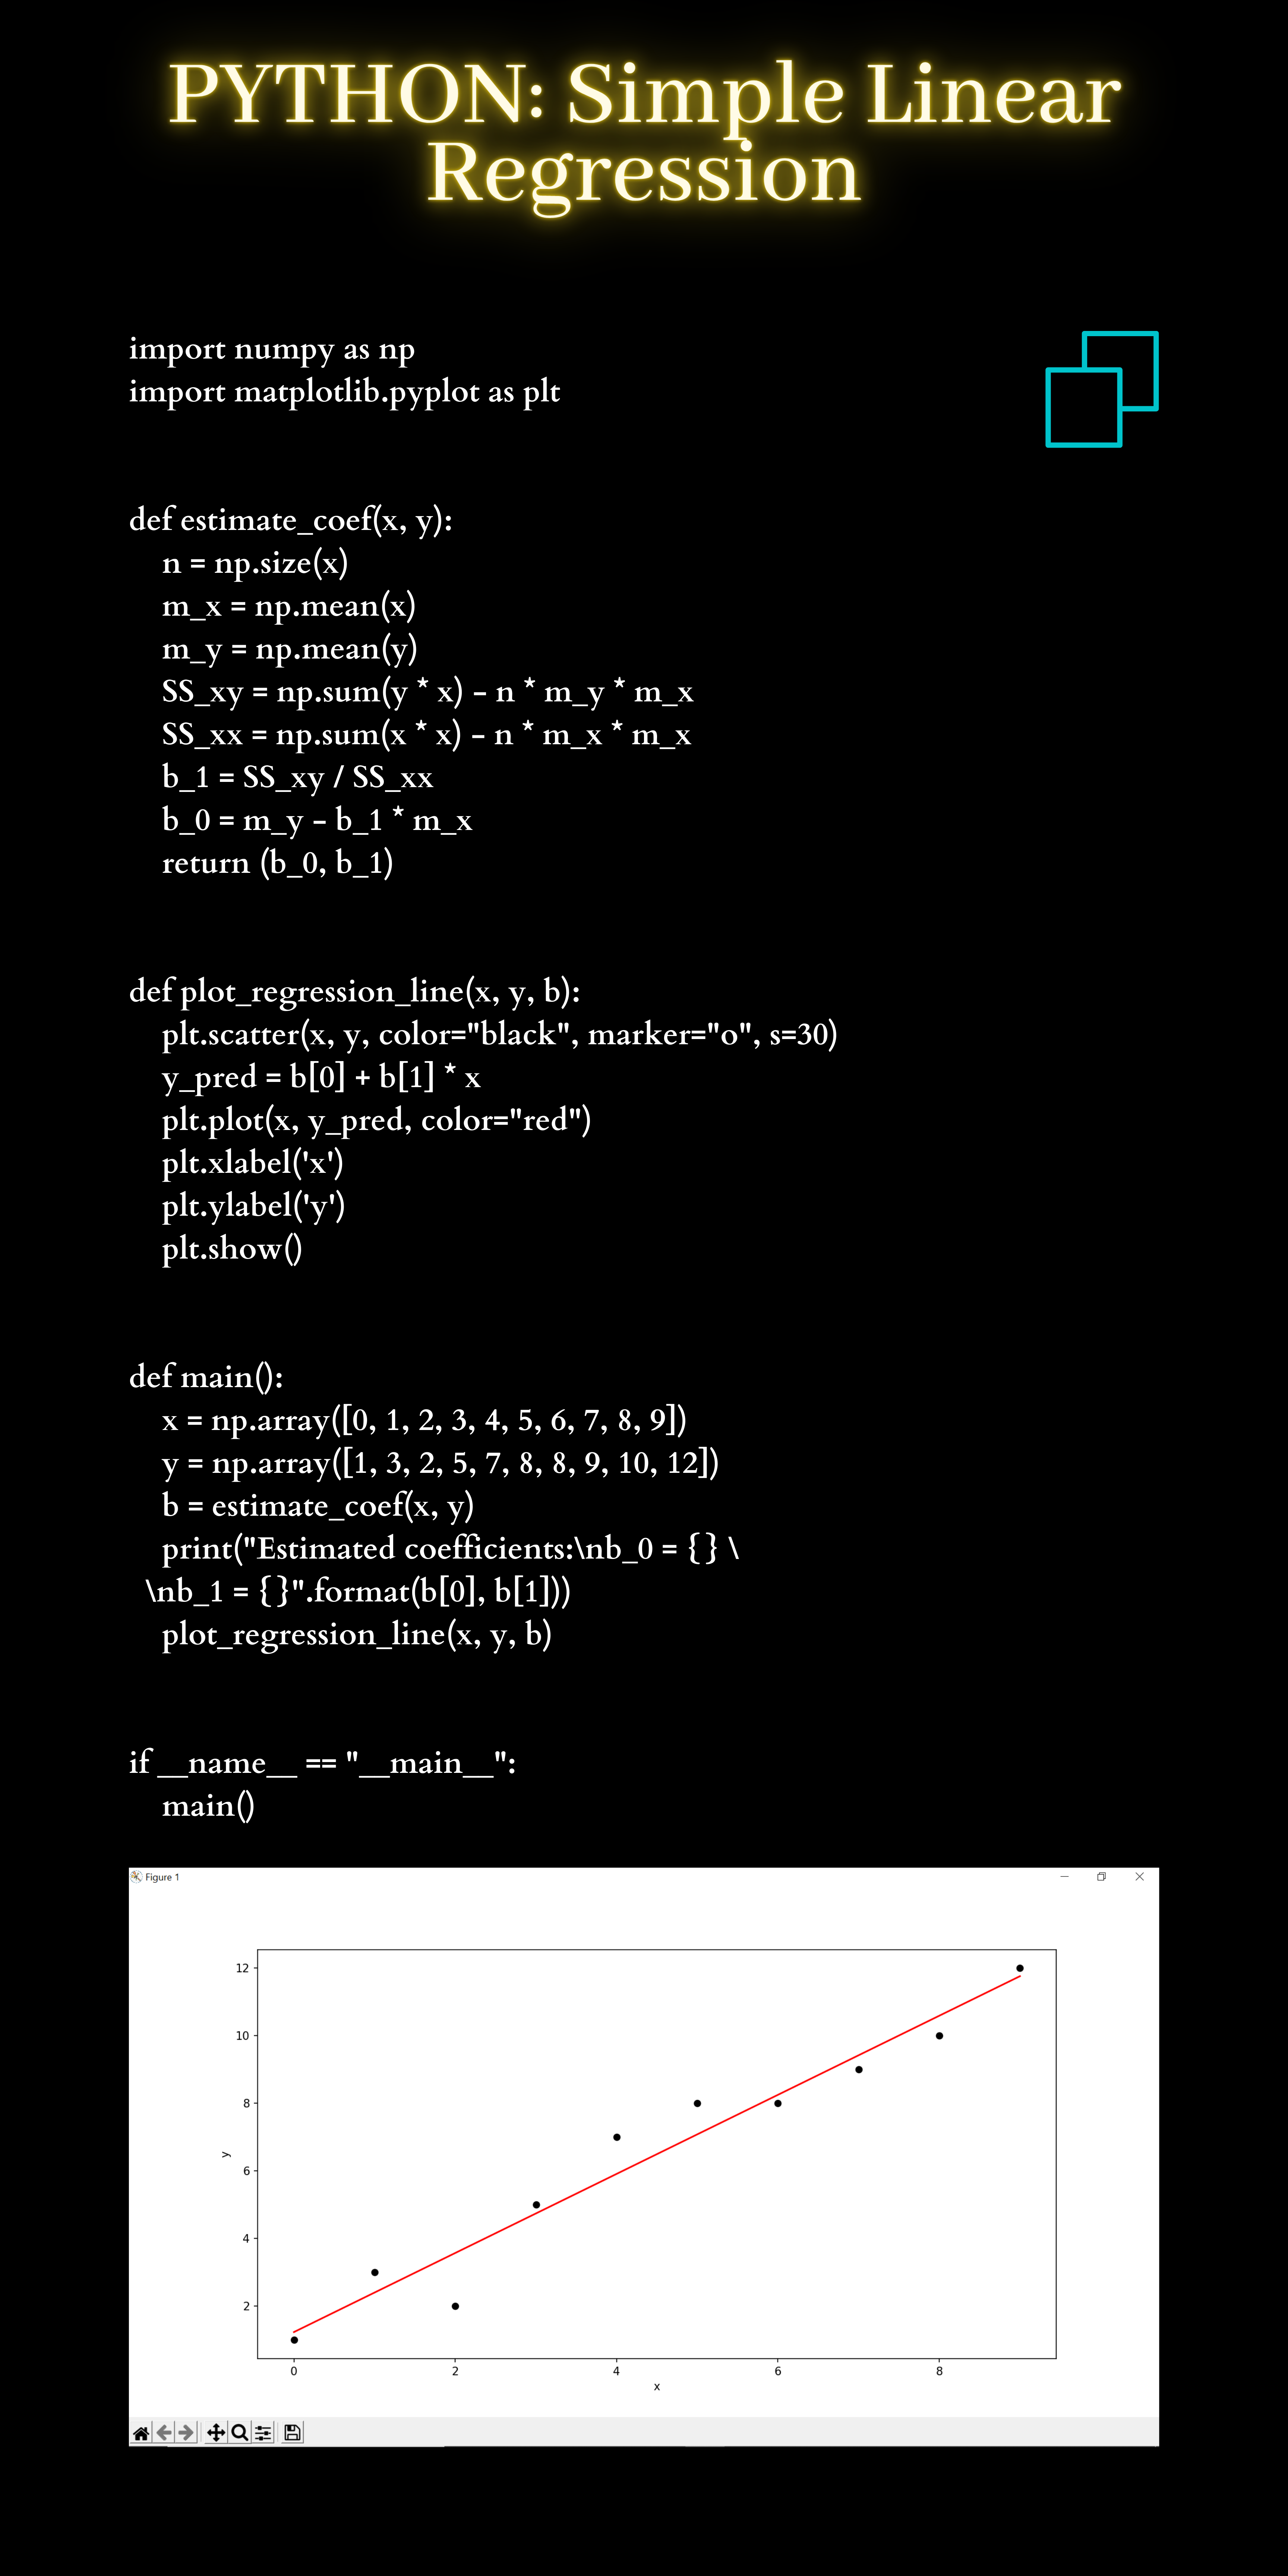 PYTHON: Simple Linear
Regression
import numpy as np
import matplotlib.pyplot as plt
def estimate_coef(x, y):
n = np.size(x)
m_x = np.mean(x)
m_y = np.mean(y)
SS_xy = np.sum(y * x) – n * m_y * m_x
SS_xx = np.sum(x * x) – n * m_x * m_x
b_1 = SS_xy / SS_xx
b_0 = m_y – b_1 * m_x
return (b_0, b_1)
def plot_regression_line(x, y, b):
plt.scatter(x, y, color="black", marker="o", s=30)
y_pred = b[0] + b[1] * x
plt.plot(x, y_pred, color="red")
plt.xlabel('x')
plt.ylabel('y')
plt.show()
def main():
x = np.array([0, 1, 2, 3, 4, 5, 6, 7, 8, 9])
y = np.array([1, 3, 2, 5, 7, 8, 8, 9, 10, 12])
b = estimate_coef(x, y)
print("Estimated coefficients:\nb_0 = {} \
\nb_1 = {}".format(b[0], b[1]))
plot_regression_line(x, y, b)
if __name__ == "__main__":
main()
Figure 1
12
10
8
6
4
2
y
0 2 4 6 8
x